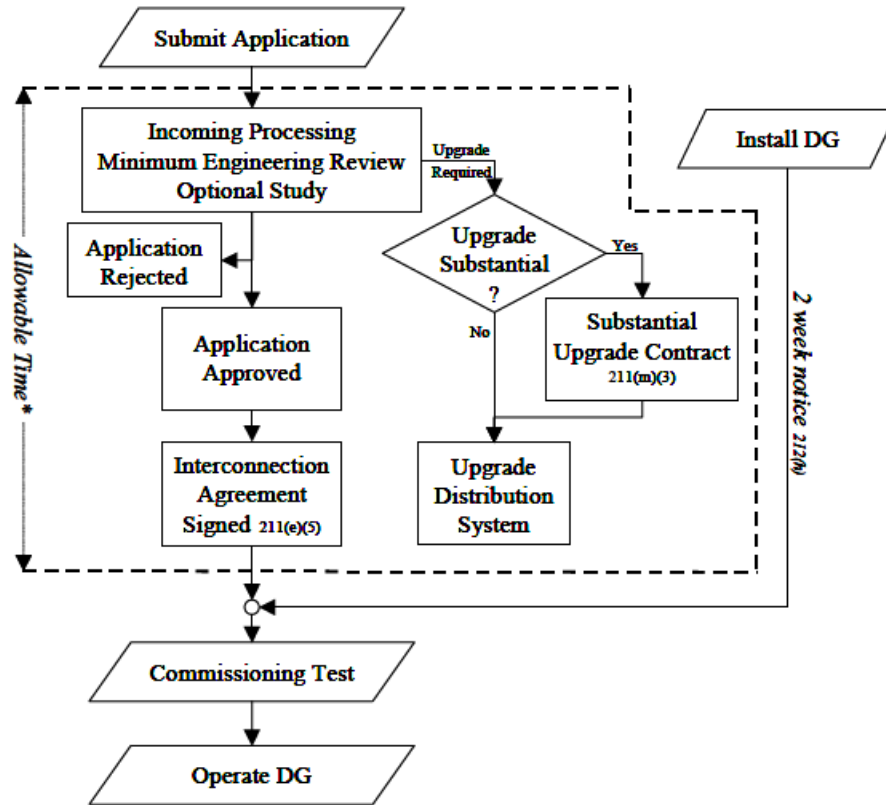 Submit Application
Incoming Processing
Minimum Engineering Review
Optional Study
Upgrade
Required
Install DG
Application
Rejected
Upgrade
Substantial
?
Yes
No
Substantial
Upgrade Contract
211(m)(3)
Application
Approved
Interconnection
Agreement
Signed 211(e)(5)
Upgrade
Distribution
System
Allowable Time*
2 week notice 212(h)
Commissioning Test
Operate DG